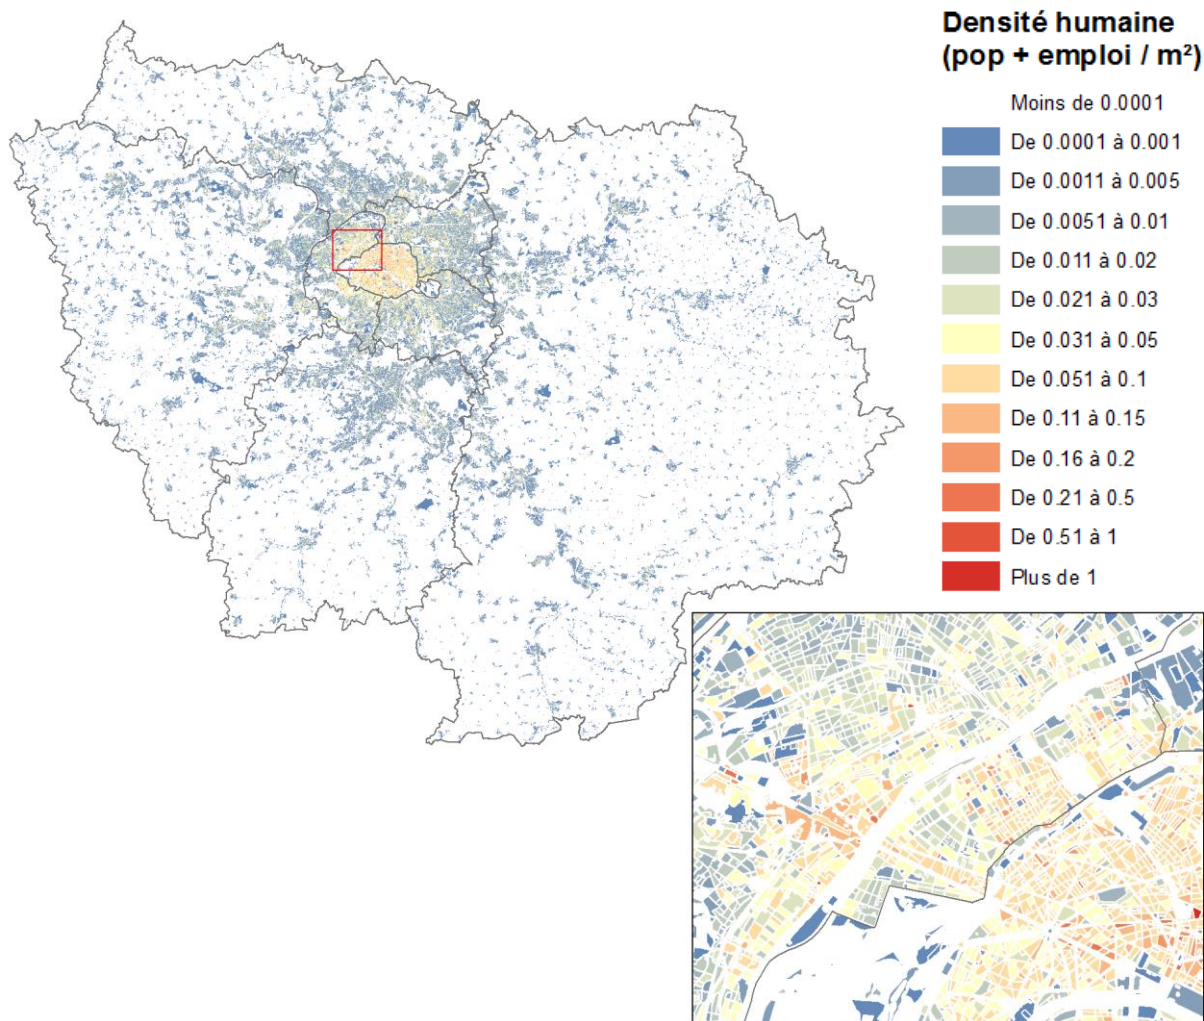 Densité humaine
(pop + emploi / m²)
Moins de 0.0001
De 0.0001 à 0.001
De 0.0011 à 0.005
De 0.0051 à 0.01
De 0.011 à 0.02
De 0.021 à 0.03
De 0.031 à 0.05
De 0.051 à 0.1
De 0.11 à 0.15
De 0.16 à 0.2
De 0.21 à 0.5
De 0.51 à 1
Plus de 1